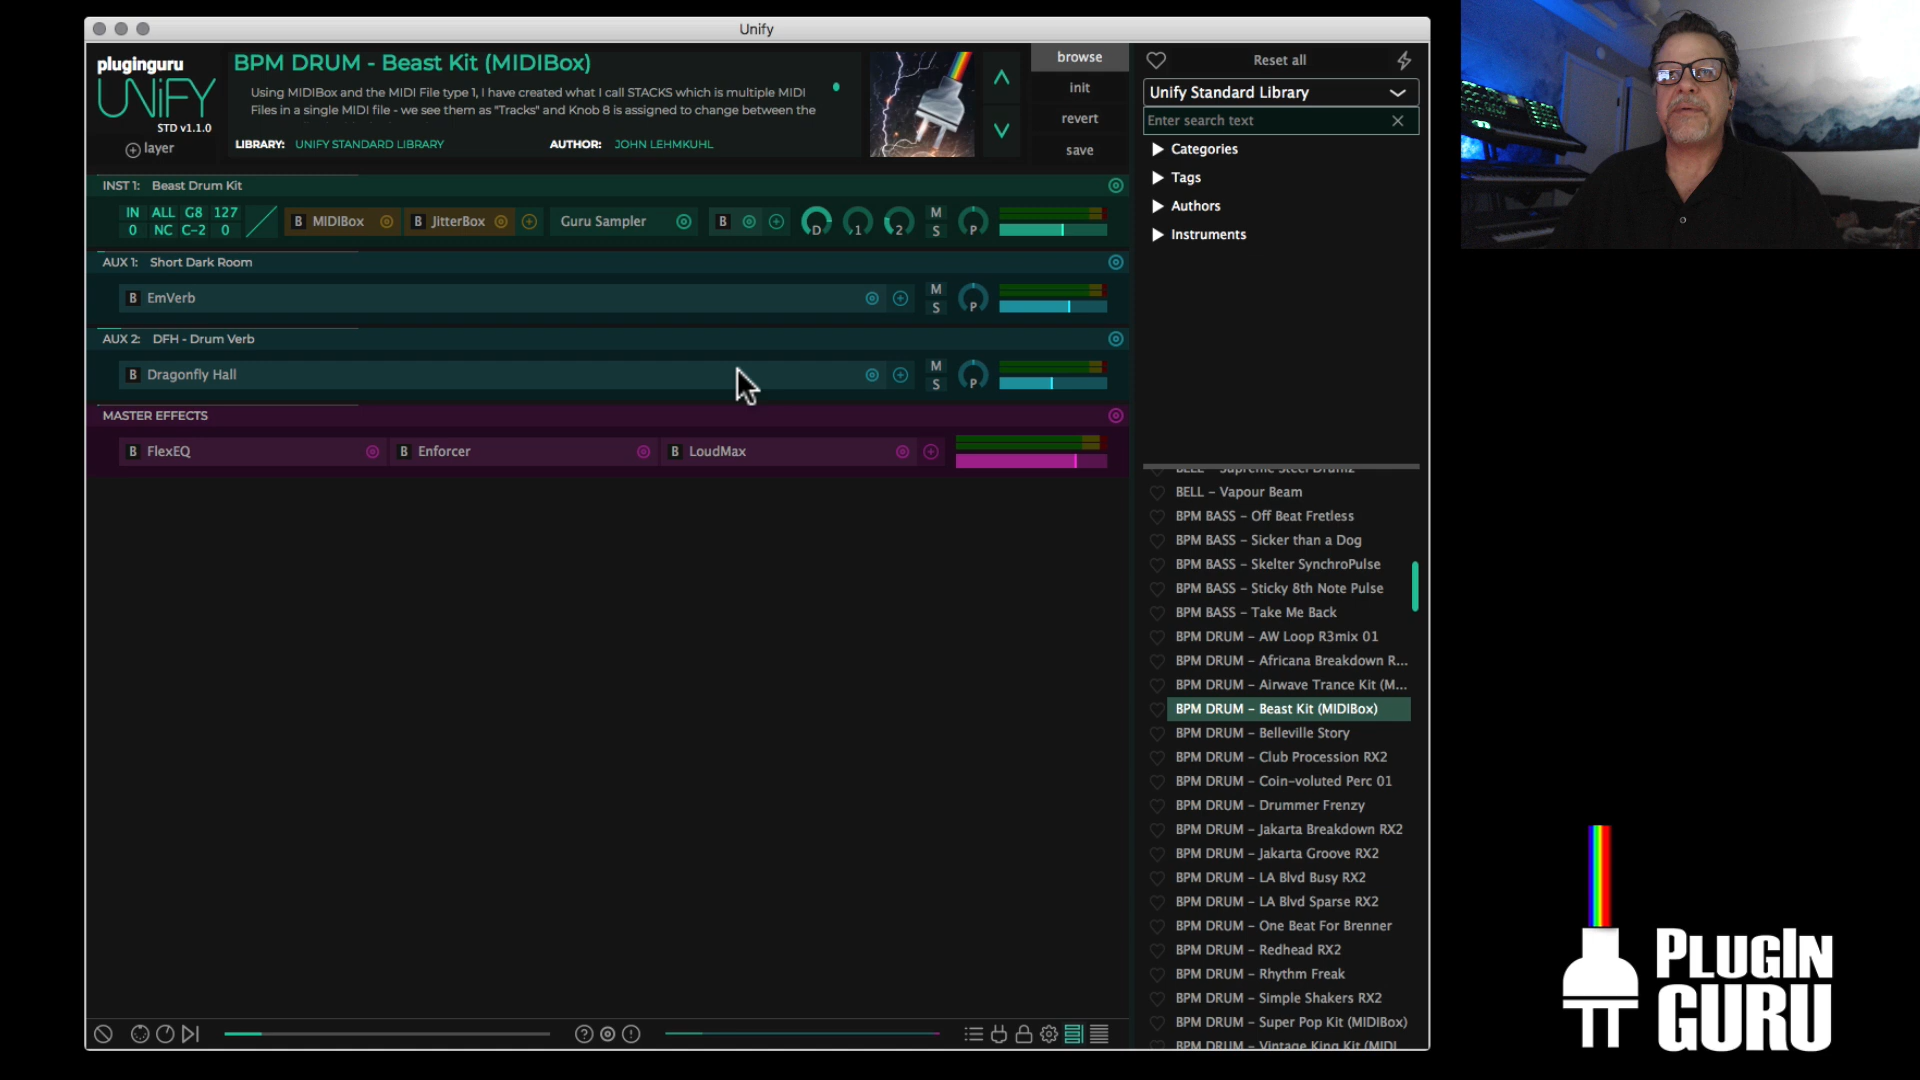 Unify
pluginguru
UNiFY
STD v1.1.0
layer
BPM DRUM - Beast Kit (MIDIBox)
Using MIDIBox and the MIDI File type 1, I have created what I call STACKS which is multiple MIDI
Files in a single MIDI file - we see them as "Tracks" and Knob 8 is assigned to change between the
LIBRARY: UNIFY STANDARD LIBRARY AUTHOR: JOHN LEHMKUHL
browse
init
revert
save
INST 1: Beast Drum Kit
IN ALL G8 127
0 NC C-2 0
B MIDIBox B JitterBox Guru Sampler B D 1 2 M S P
AUX 1: Short Dark Room
B EmVerb M S P
AUX 2: DFH - Drum Verb
B Dragonfly Hall M S P
MASTER EFFECTS
B FlexEQ B Enforcer B LoudMax
Reset all
Unify Standard Library
Enter search text
Categories
Tags
Authors
Instruments
BELL - Supreme Steel Drumz
BELL - Vapour Beam
BPM BASS - Off Beat Fretless
BPM BASS - Sicker than a Dog
BPM BASS - Skelter SynchroPulse
BPM BASS - Sticky 8th Note Pulse
BPM BASS - Take Me Back
BPM DRUM - AW Loop R3mix 01
BPM DRUM - Africana Breakdown R...
BPM DRUM - Airwave Trance Kit (M...
BPM DRUM - Beast Kit (MIDIBox)
BPM DRUM - Belleville Story
BPM DRUM - Club Procession RX2
BPM DRUM - Coin-voluted Perc 01
BPM DRUM - Drummer Frenzy
BPM DRUM - Jakarta Breakdown RX2
BPM DRUM - Jakarta Groove RX2
BPM DRUM - LA Blvd Busy RX2
BPM DRUM - LA Blvd Sparse RX2
BPM DRUM - One Beat For Brenner
BPM DRUM - Redhead RX2
BPM DRUM - Rhythm Freak
BPM DRUM - Simple Shakers RX2
BPM DRUM - Super Pop Kit (MIDIBox)
BPM DRUM - Vintage King Kit (MIDI
PLUGIN
GURU